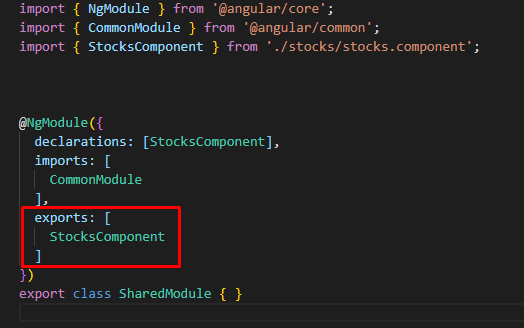 import { NgModule } from '@angular/core';
import { CommonModule } from '@angular/common';
import { StocksComponent } from './stocks/stocks.component';
@NgModule({
declarations: [StocksComponent],
imports: [
CommonModule
],
exports: [
StocksComponent
]
})
export class SharedModule { }